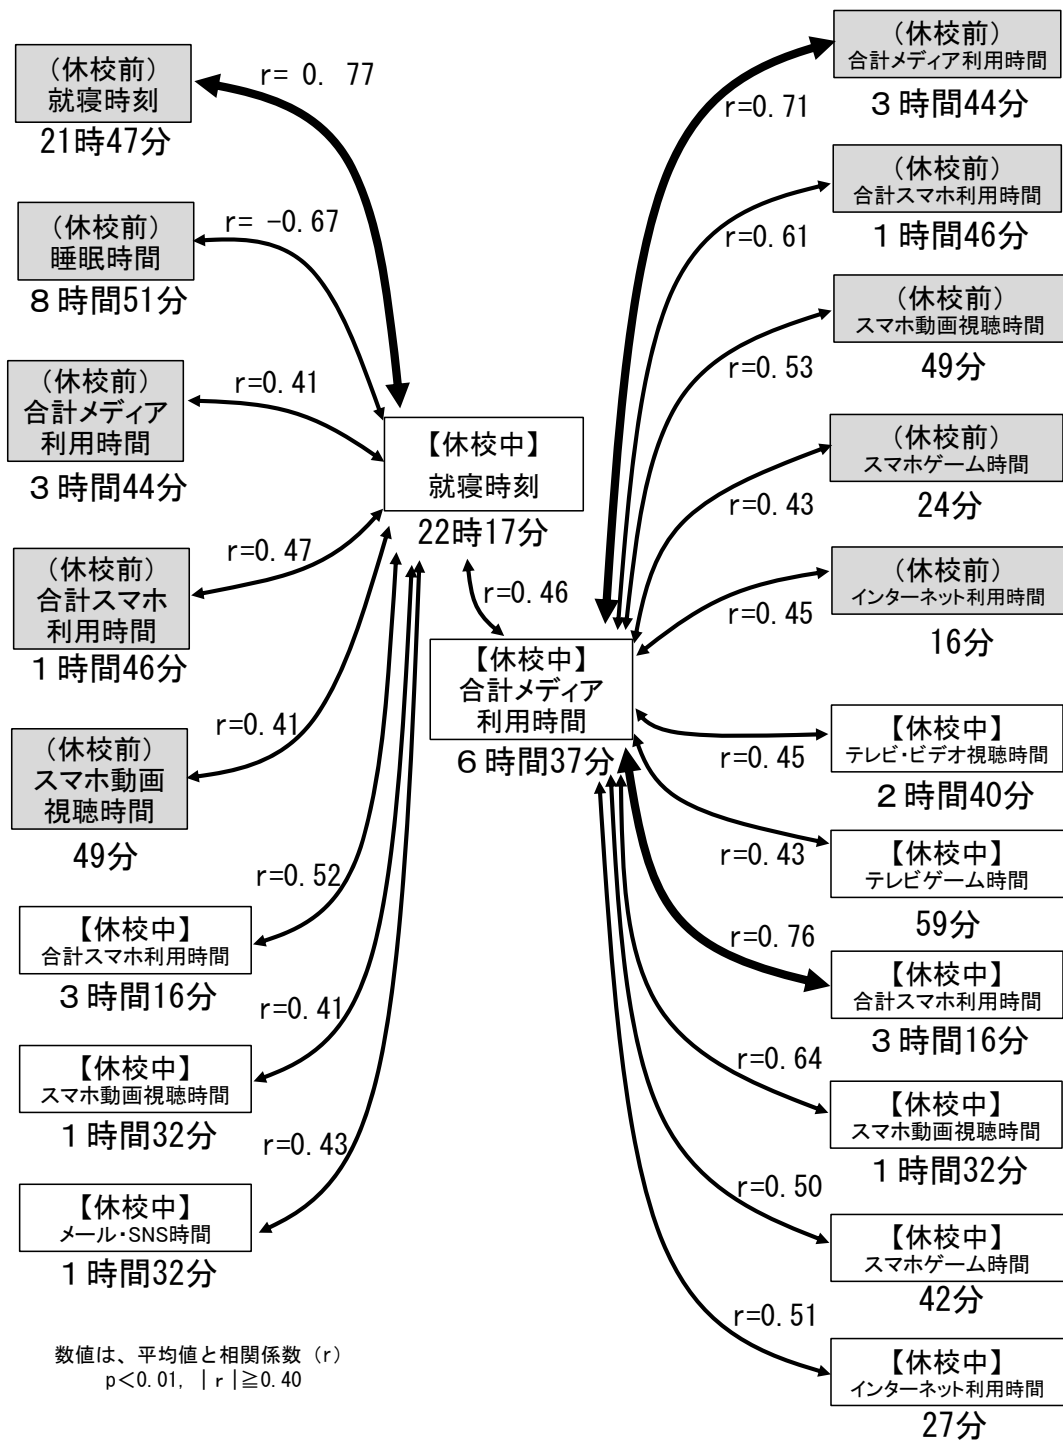 （休校前）
就寝時刻
21時47分
r= 0. 77
（休校前）
睡眠時間
８時間51分
r= −0.67
（休校前）
合計メディア
利用時間
３時間44分
r=0.41
（休校前）
合計スマホ
利用時間
１時間46分
r=0.47
（休校前）
スマホ動画
視聴時間
49分
r=0.41
【休校中】
合計スマホ利用時間
３時間16分
r=0.52
【休校中】
スマホ動画視聴時間
１時間32分
r=0.41
【休校中】
メール・SNS時間
１時間32分
r=0.43
【休校中】
就寝時刻
22時17分
r=0.46
【休校中】
合計メディア
利用時間
６時間37分
（休校前）
合計メディア利用時間
３時間44分
r=0.71
（休校前）
合計スマホ利用時間
１時間46分
r=0.61
（休校前）
スマホ動画視聴時間
49分
r=0.53
（休校前）
スマホゲーム時間
24分
r=0.43
（休校前）
インターネット利用時間
16分
r=0.45
【休校中】
テレビ・ビデオ視聴時間
２時間40分
r=0.45
【休校中】
テレビゲーム時間
59分
r=0.43
【休校中】
合計スマホ利用時間
３時間16分
r=0.76
【休校中】
スマホ動画視聴時間
１時間32分
r=0.64
【休校中】
スマホゲーム時間
42分
r=0.50
【休校中】
インターネット利用時間
27分
r=0.51
数値は、平均値と相関係数（r）
p＜0.01, ｜r｜≧0.40